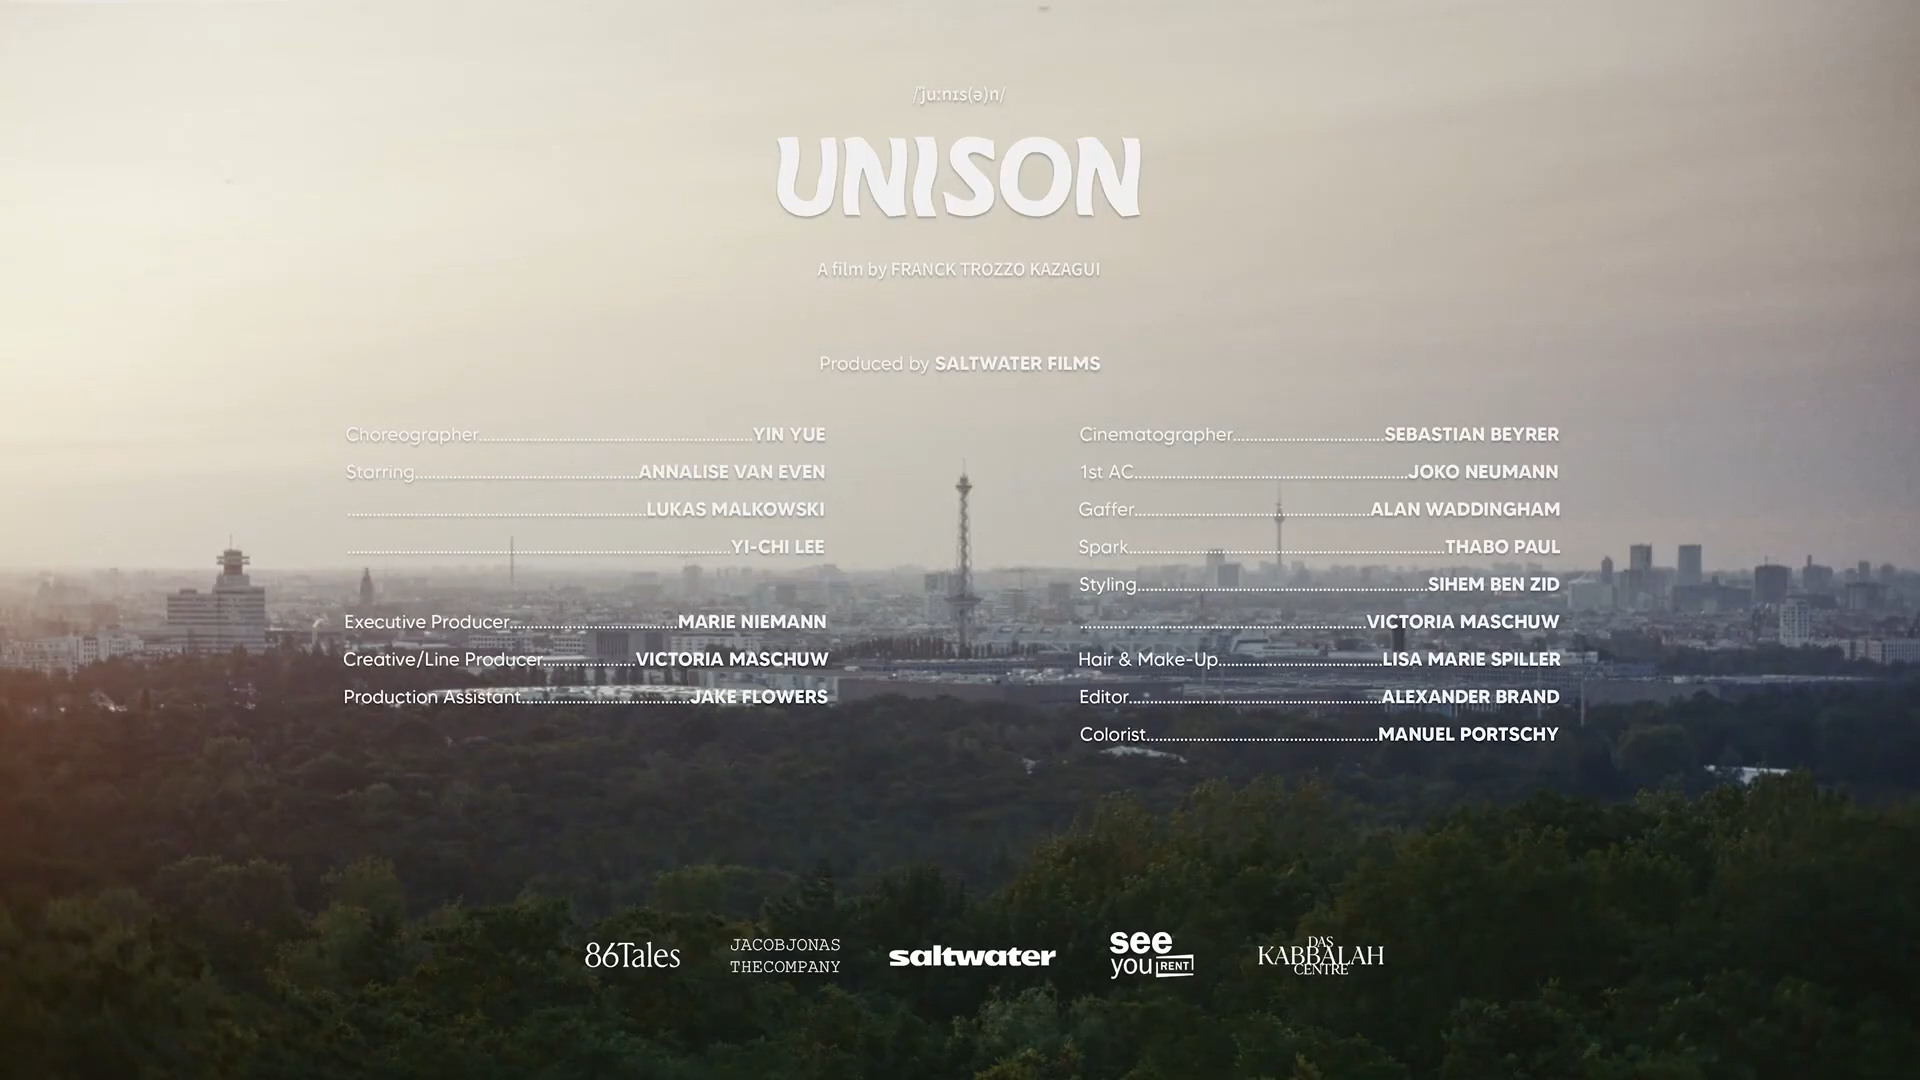 /ˈjuːnɪs(ə)n/
UNISON
A film by FRANCK TROZZO KAZAGUI
Produced by SALTWATER FILMS
Choreographer........................................YIN YUE
Starring........................................ANNALISE VAN EVEN
........................................LUKAS MALKOWSKI
........................................YI-CHI LEE
Executive Producer........................................MARIE NIEMANN
Creative/Line Producer........................................VICTORIA MASCHUW
Production Assistant........................................JAKE FLOWERS
Cinematographer........................................SEBASTIAN BEYRER
1st AC........................................JOKO NEUMANN
Gaffer........................................ALAN WADDINGHAM
Spark........................................THABO PAUL
Styling........................................SIHEM BEN ZID
........................................VICTORIA MASCHUW
Hair & Make-Up........................................LISA MARIE SPILLER
Editor........................................ALEXANDER BRAND
Colorist........................................MANUEL PORTSCHY
86Tales
JACOBJONAS
THECOMPANY
saltwater
see
you RENT
DAS
KABBALAH
CENTRE